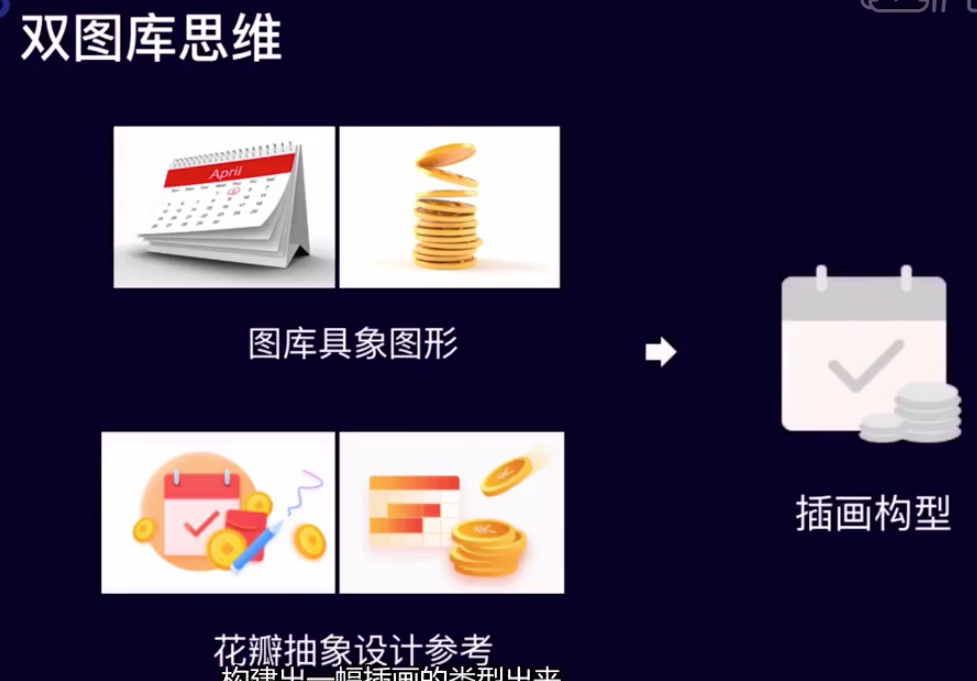 双图库思维
April
图库具象图形
插画构型
花瓣抽象设计参考
构建出一幅插画的类型出来